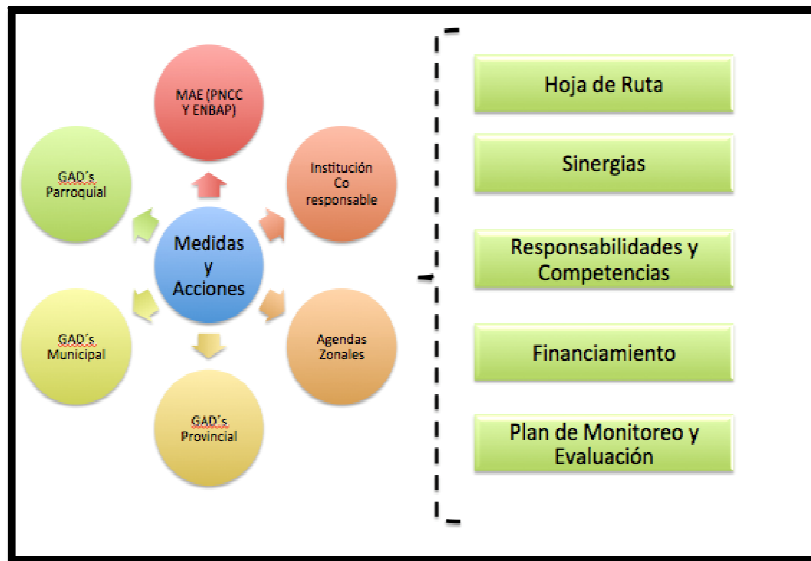 MAE (PNCC
Y ENBAP)
Institución
Co
responsable
Agendas
Zonales
GAD´s
Provincial
GAD´s
Municipal
GAD´s
Parroquial
Medidas
y
Acciones
Hoja de Ruta
Sinergias
Responsabilidades y
Competencias
Financiamiento
Plan de Monitoreo y
Evaluación